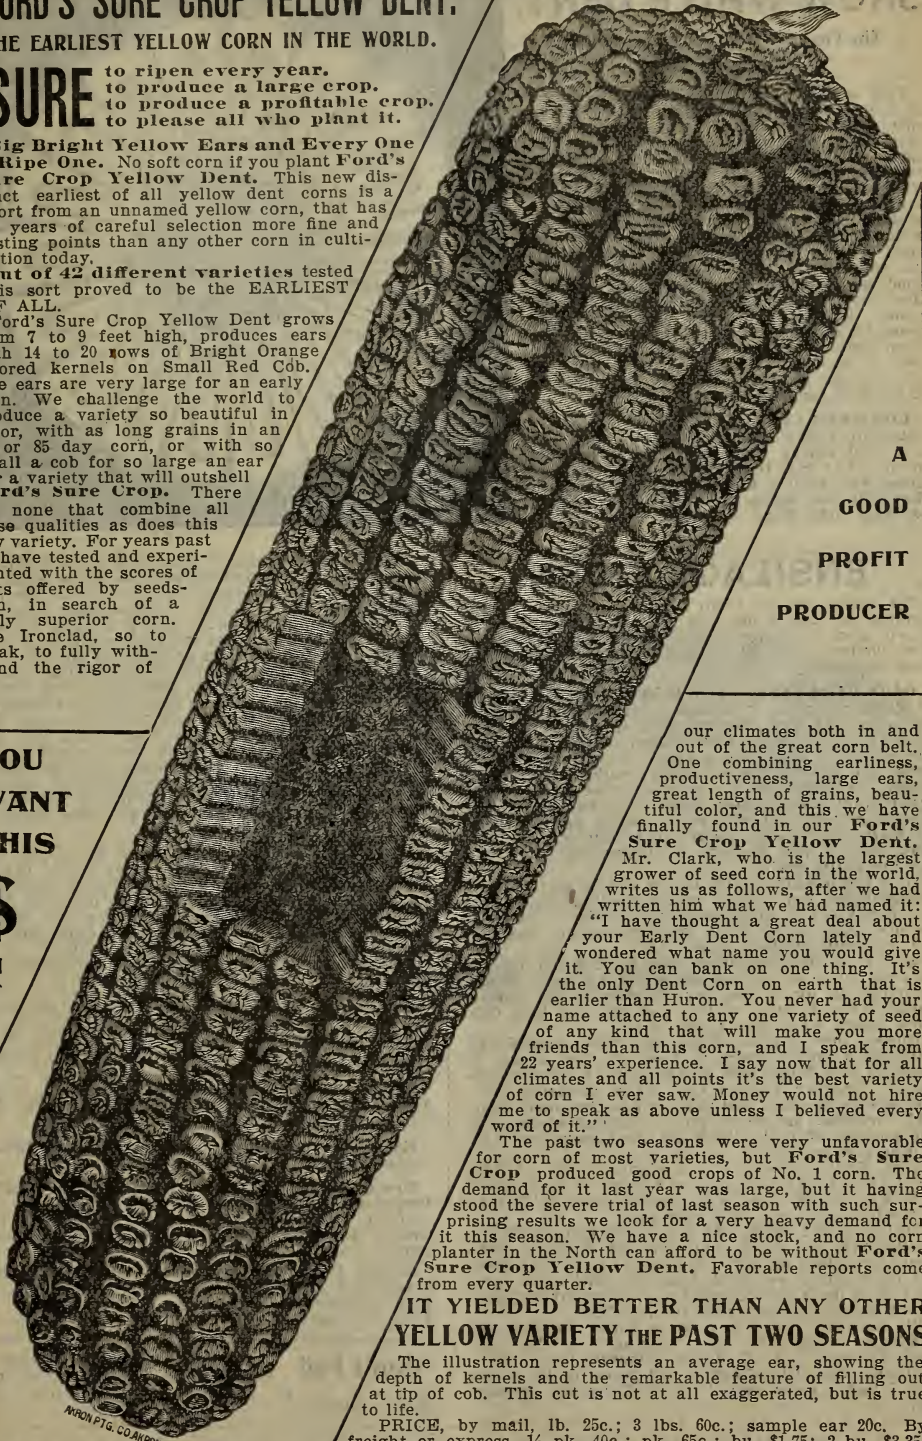 ORD'S SURE CROP YELLOW DENT.
HE EARLIEST YELLOW CORN IN THE WORLD.
SURE
to ripen every year.
to produce a large crop.
to produce a profitable crop.
to please all who plant it.
ig Bright Yellow Ears and Every One
Ripe One. No soft corn if you plant Ford's
re Crop Yellow Dent. This new dis-
ct earliest of all yellow dent corns is a
ort from an unnamed yellow corn, that has
years of careful selection more fine and
sting points than any other corn in culti-
tion today.
ut of 42 different varieties tested
is sort proved to be the EARLIEST
F ALL.
ord's Sure Crop Yellow Dent grows
m 7 to 9 feet high, produces ears
h 14 to 20 rows of Bright Orange
ored kernels on Small Red Cob.
e ears are very large for an early
n. We challenge the world to
oduce a variety so beautiful in
or, with as long grains in an
or 85 day corn, or with so
all a cob for so large an ear
r a variety that will outshell
rd's Sure Crop. There
none that combine all
se qualities as does this
v variety. For years past
have tested and experi-
nted with the scores of
ts offered by seeds-
n, in search of a
ly superior corn.
e Ironclad, so to
ak, to fully with-
nd the rigor of
A
GOOD
PROFIT
PRODUCER
OU
VANT
HIS
$
our climates both in and
out of the great corn belt.
One combining earliness,
productiveness, large ears,
great length of grains, beau-
tiful color, and this we have
finally found in our Ford's
Sure Crop Yellow Dent.
Mr. Clark, who is the largest
grower of seed corn in the world,
writes us as follows, after we had
written him what we had named it:
"I have thought a great deal about
your Early Dent Corn lately and
wondered what name you would give
it. You can bank on one thing. It's
the only Dent Corn on earth that is
earlier than Huron. You never had your
name attached to any one variety of seed
of any kind that will make you more
friends than this corn, and I speak from
22 years' experience. I say now that for all
climates and all points it's the best variety
of corn I ever saw. Money would not hire
me to speak as above unless I believed every
word of it."
The past two seasons were very unfavorable
for corn of most varieties, but Ford's Sure
Crop produced good crops of No. 1 corn. The
demand for it last year was large, but it having
stood the severe trial of last season with such sur-
prising results we look for a very heavy demand for
it this season. We have a nice stock, and no corn
planter in the North can afford to be without Ford's
Sure Crop Yellow Dent. Favorable reports come
from every quarter.
IT YIELDED BETTER THAN ANY OTHER
YELLOW VARIETY THE PAST TWO SEASONS
The illustration represents an average ear, showing the
depth of kernels and the remarkable feature of filling out
at tip of cob. This cut is not at all exaggerated, but is true
to life.
AKRON PTG. CO. AKRO
PRICE, by mail, lb. 25c.; 3 lbs. 60c.; sample ear 20c. By